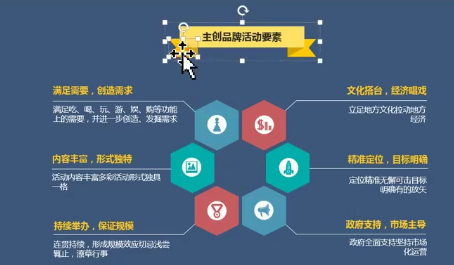 主创品牌活动要素
满足需要，创造需求
满足吃、喝、玩、游、娱、购等功能
上的需要，并进一步创造、发掘需求
文化搭台，经济唱戏
立足地方文化拉动地方
经济
内容丰富，形式独特
活动内容丰富多彩活动形式独具
一格
精准定位，目标明确
定位精准无懈可击目标
明确有的放矢
持续举办，保证规模
连贯持续，形成规模效应切忌浅尝
辄止，潦草行事
政府支持，市场主导
政府全面支持坚持市场
化运营